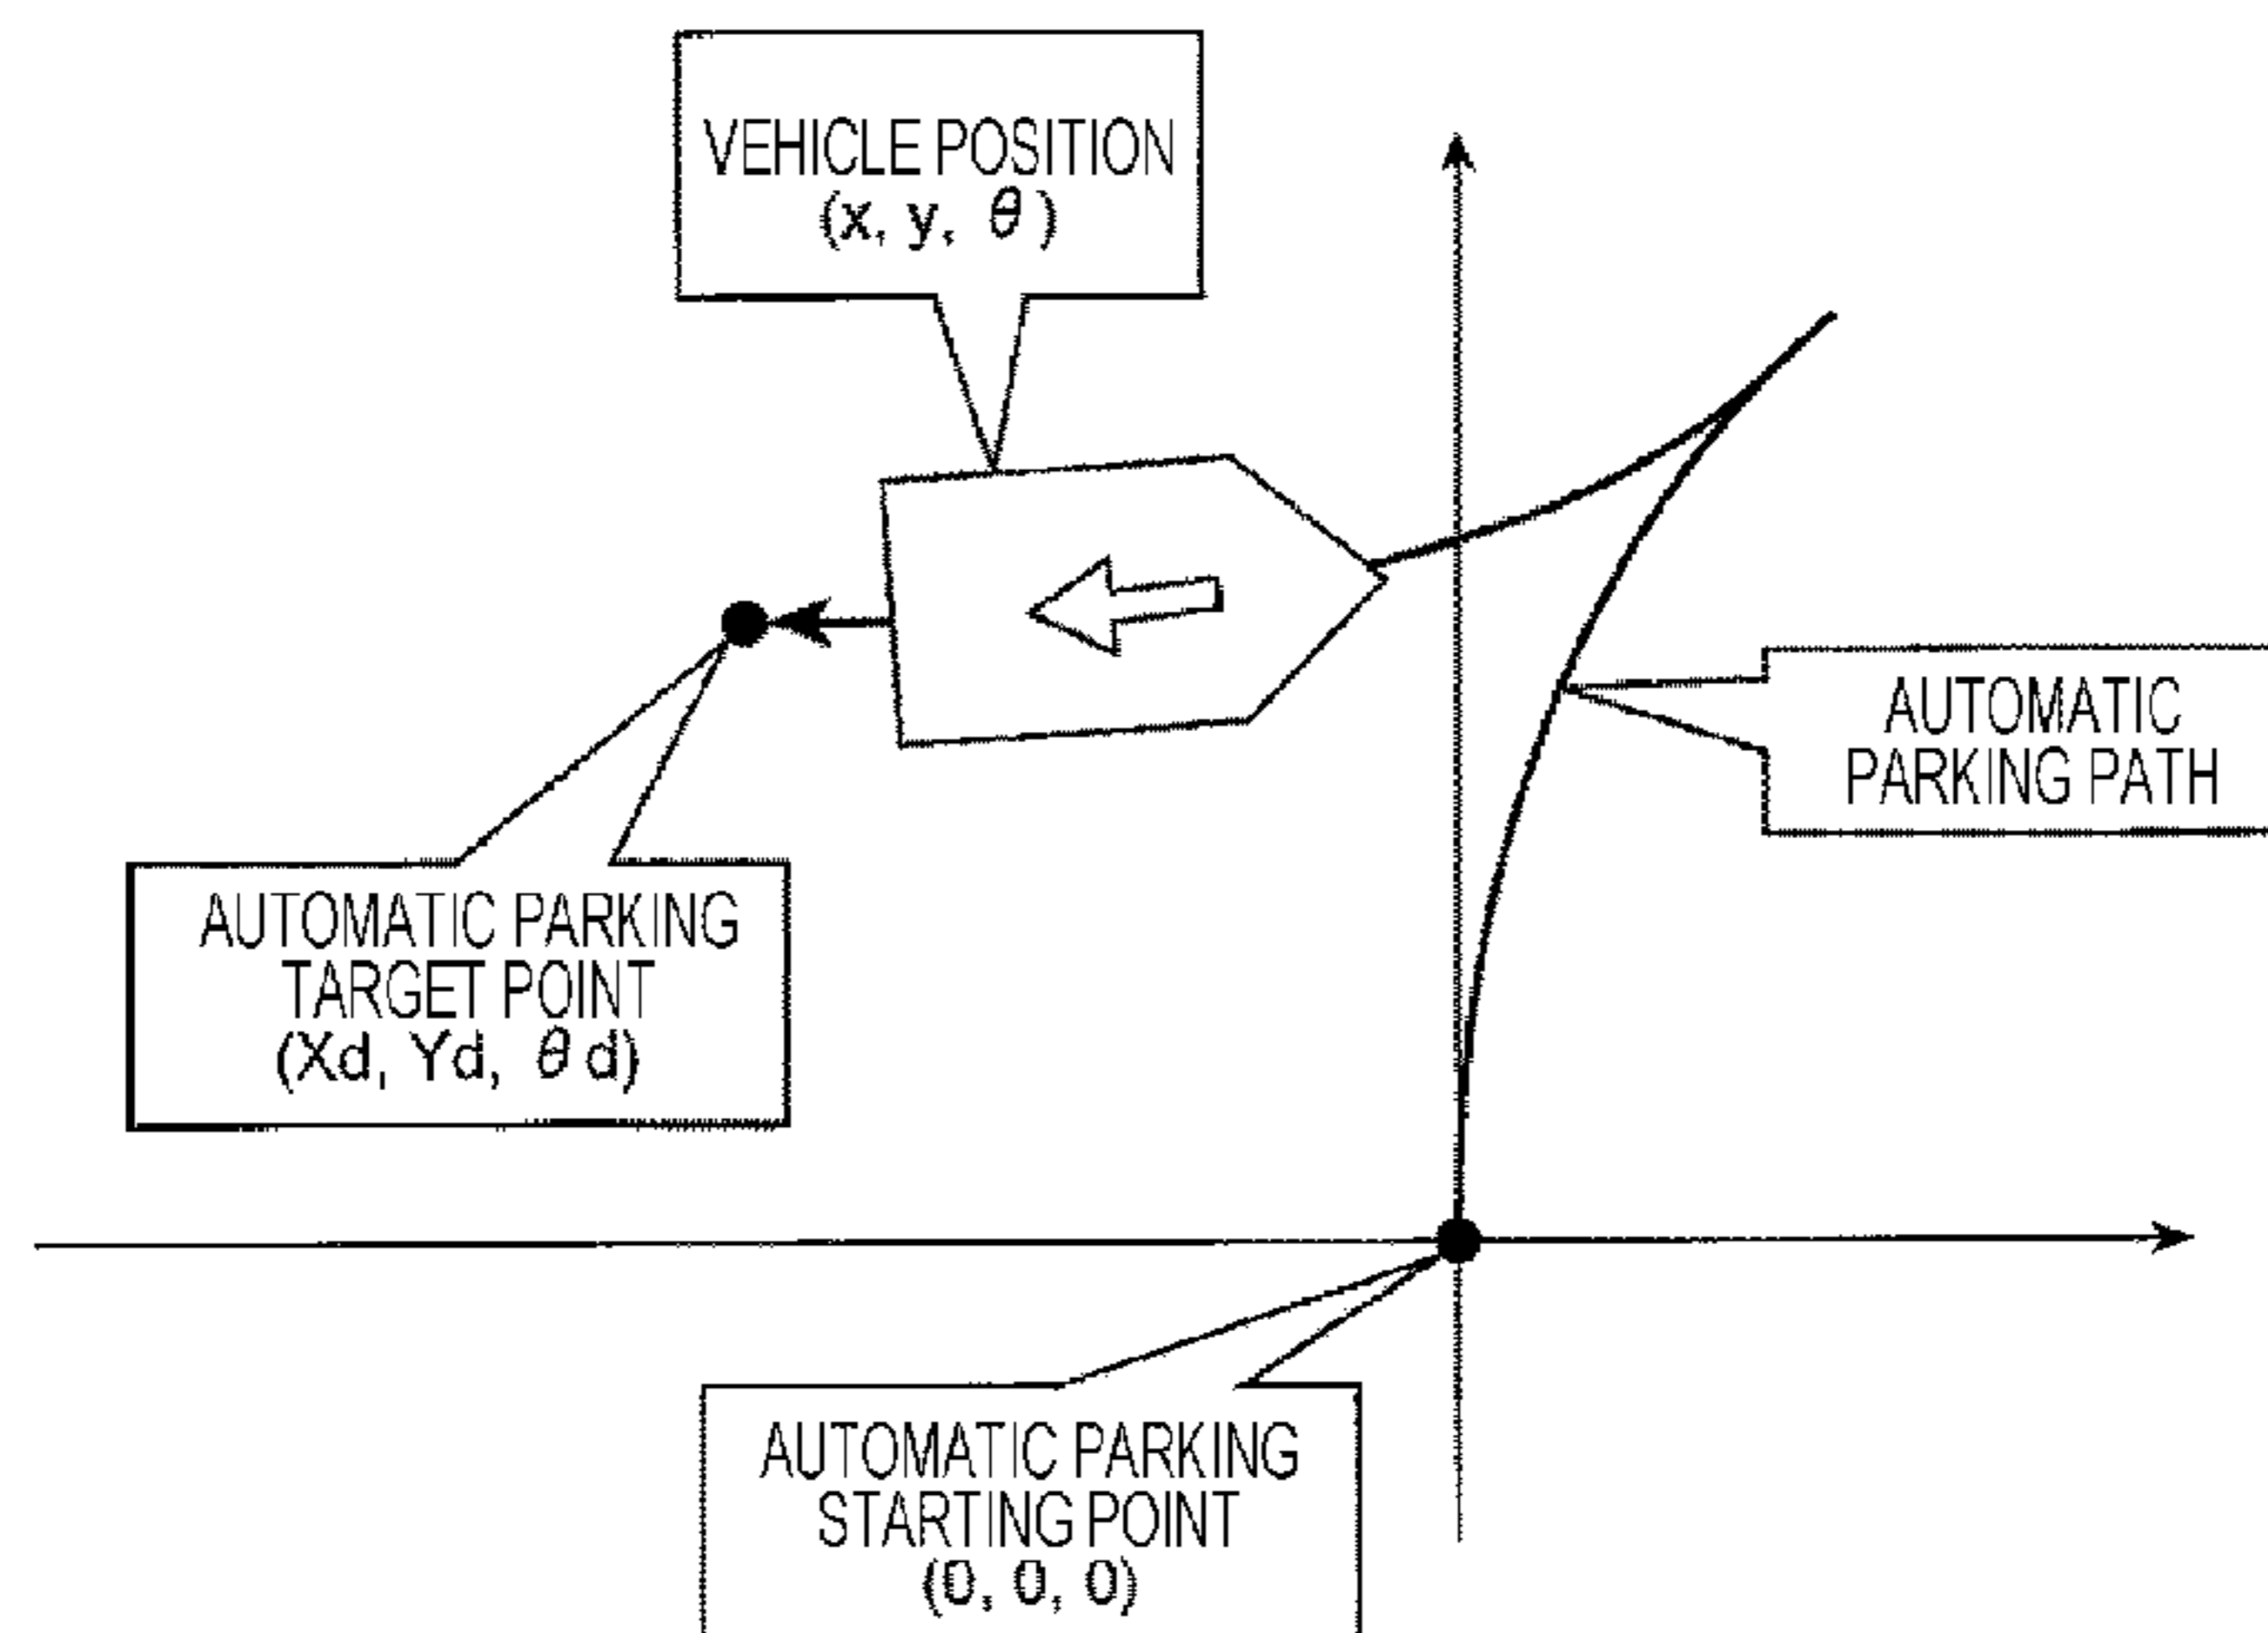 VEHICLE POSITION
(x, y, θ)
AUTOMATIC
PARKING PATH
AUTOMATIC PARKING
TARGET POINT
(Xd, Yd, θd)
AUTOMATIC PARKING
STARTING POINT
(0, 0, 0)